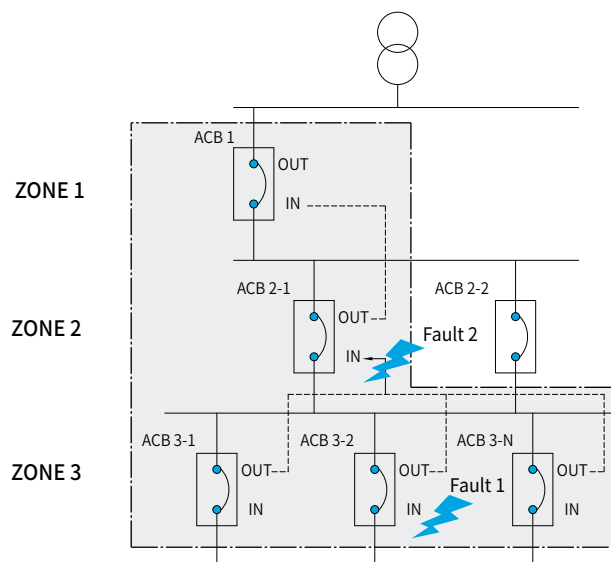 ACB 1
OUT
ZONE 1
IN
ACB 2-1
ACB 2-2
OUT
ZONE 2
Fault 2
IN
ACB 3-1
ACB 3-2
ACB 3-N
OUT
OUT
OUT
ZONE 3
Fault 1
IN
IN
IN